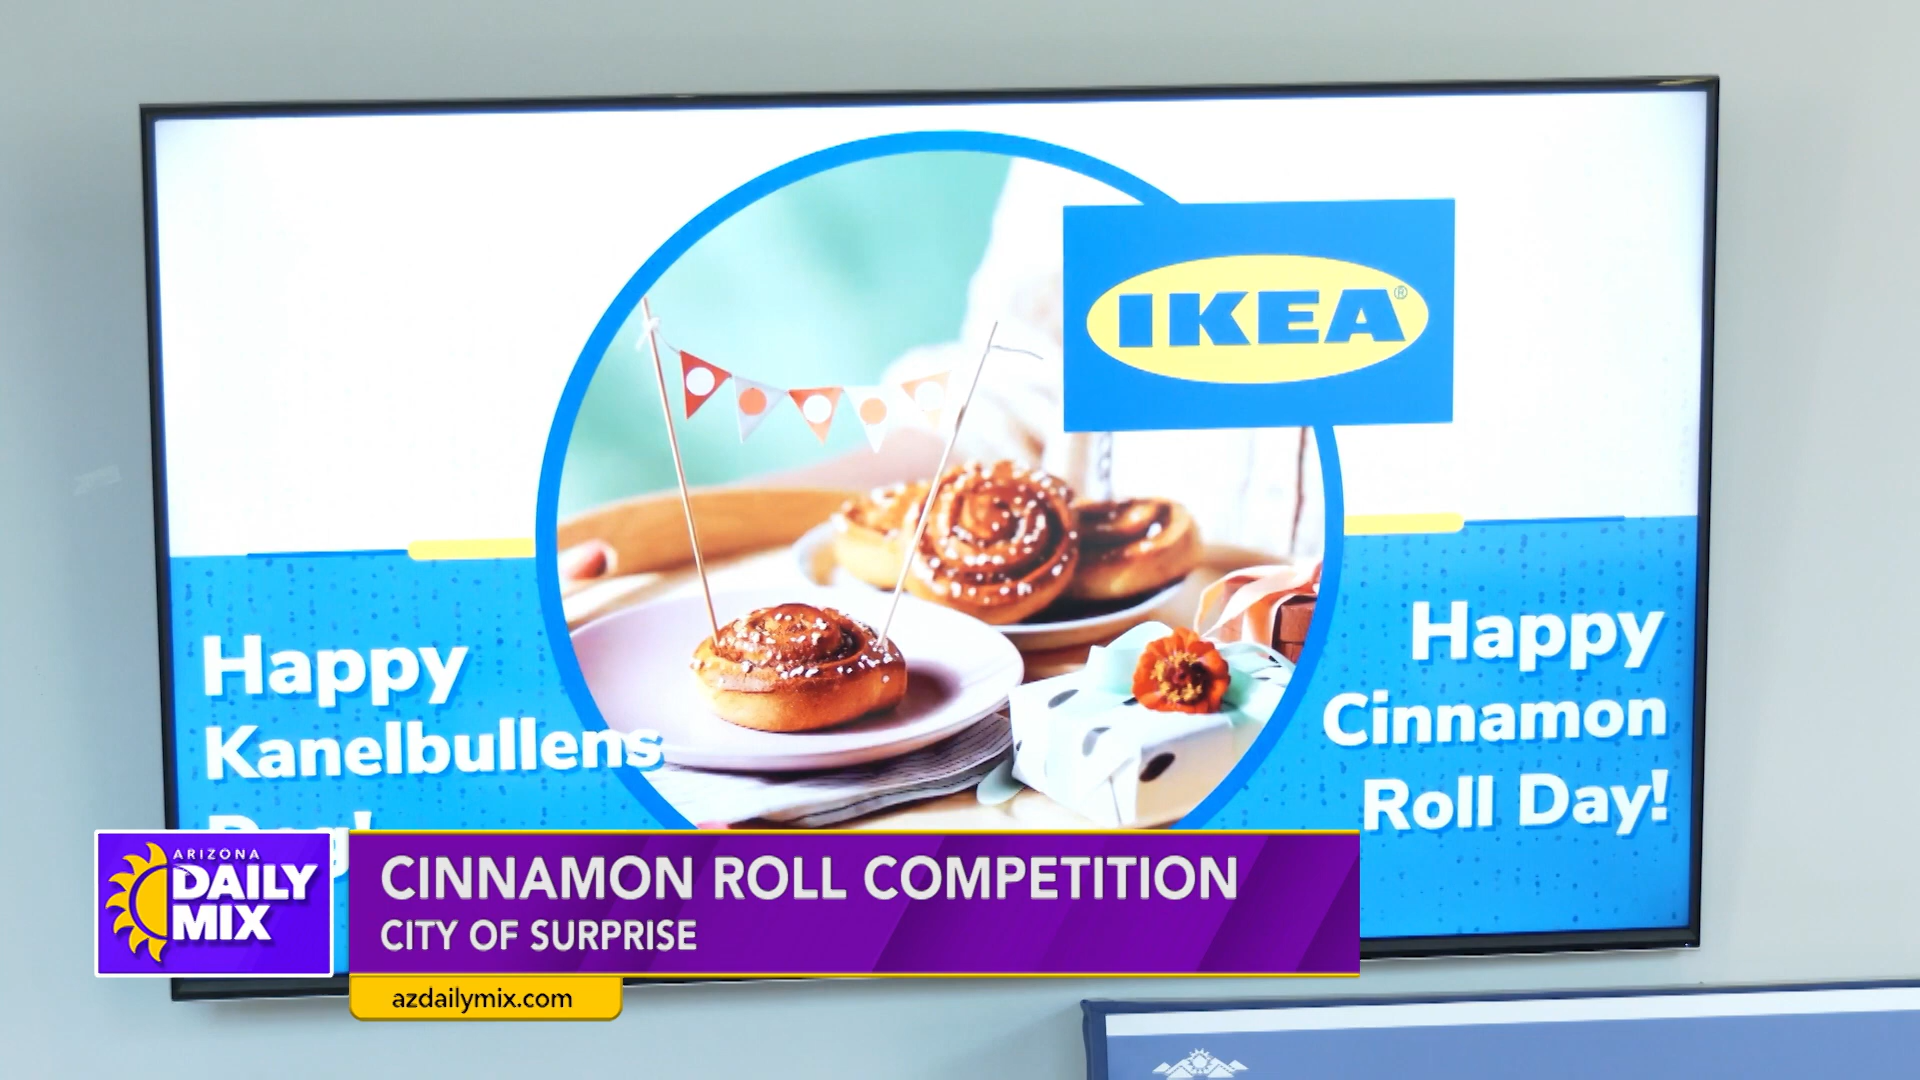 IKEA®
Happy
Kanelbullens
Happy
Cinnamon
Roll Day!
ARIZONA
DAILY
MIX
CINNAMON ROLL COMPETITION
CITY OF SURPRISE
azdailymix.com